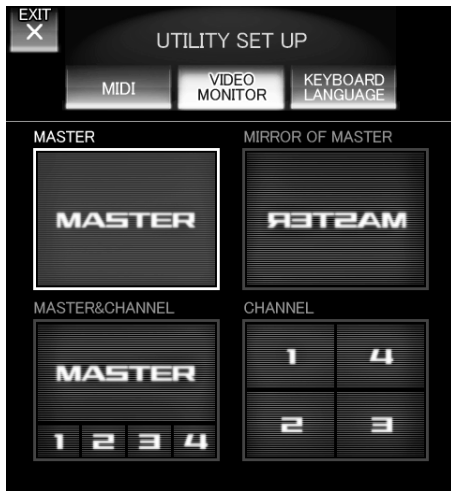 EXIT
×
UTILITY SET UP
MIDI
VIDEO
MONITOR
KEYBOARD
LANGUAGE
MASTER
MASTER
MIRROR OF MASTER
MASTER
MASTER&CHANNEL
MASTER
1 2 3 4
CHANNEL
1 4
2 3